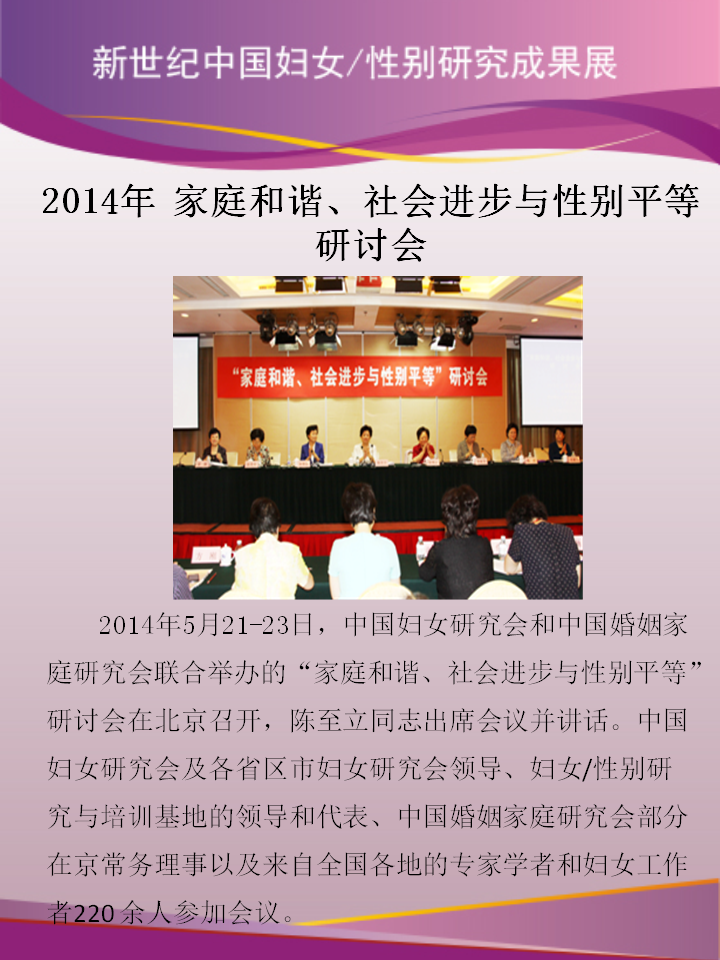 新世纪中国妇女/性别研究成果展
2014年 家庭和谐、社会进步与性别平等
研讨会
“家庭和谐、社会进步与性别平等”研讨会
2014年5月21-23日，中国妇女研究会和中国婚姻家
庭研究会联合举办的“家庭和谐、社会进步与性别平等”
研讨会在北京召开，陈至立同志出席会议并讲话。中国
妇女研究会及各省区市妇女研究会领导、妇女/性别研
究与培训基地的领导和代表、中国婚姻家庭研究会部分
在京常务理事以及来自全国各地的专家学者和妇女工作
者220 余人参加会议。